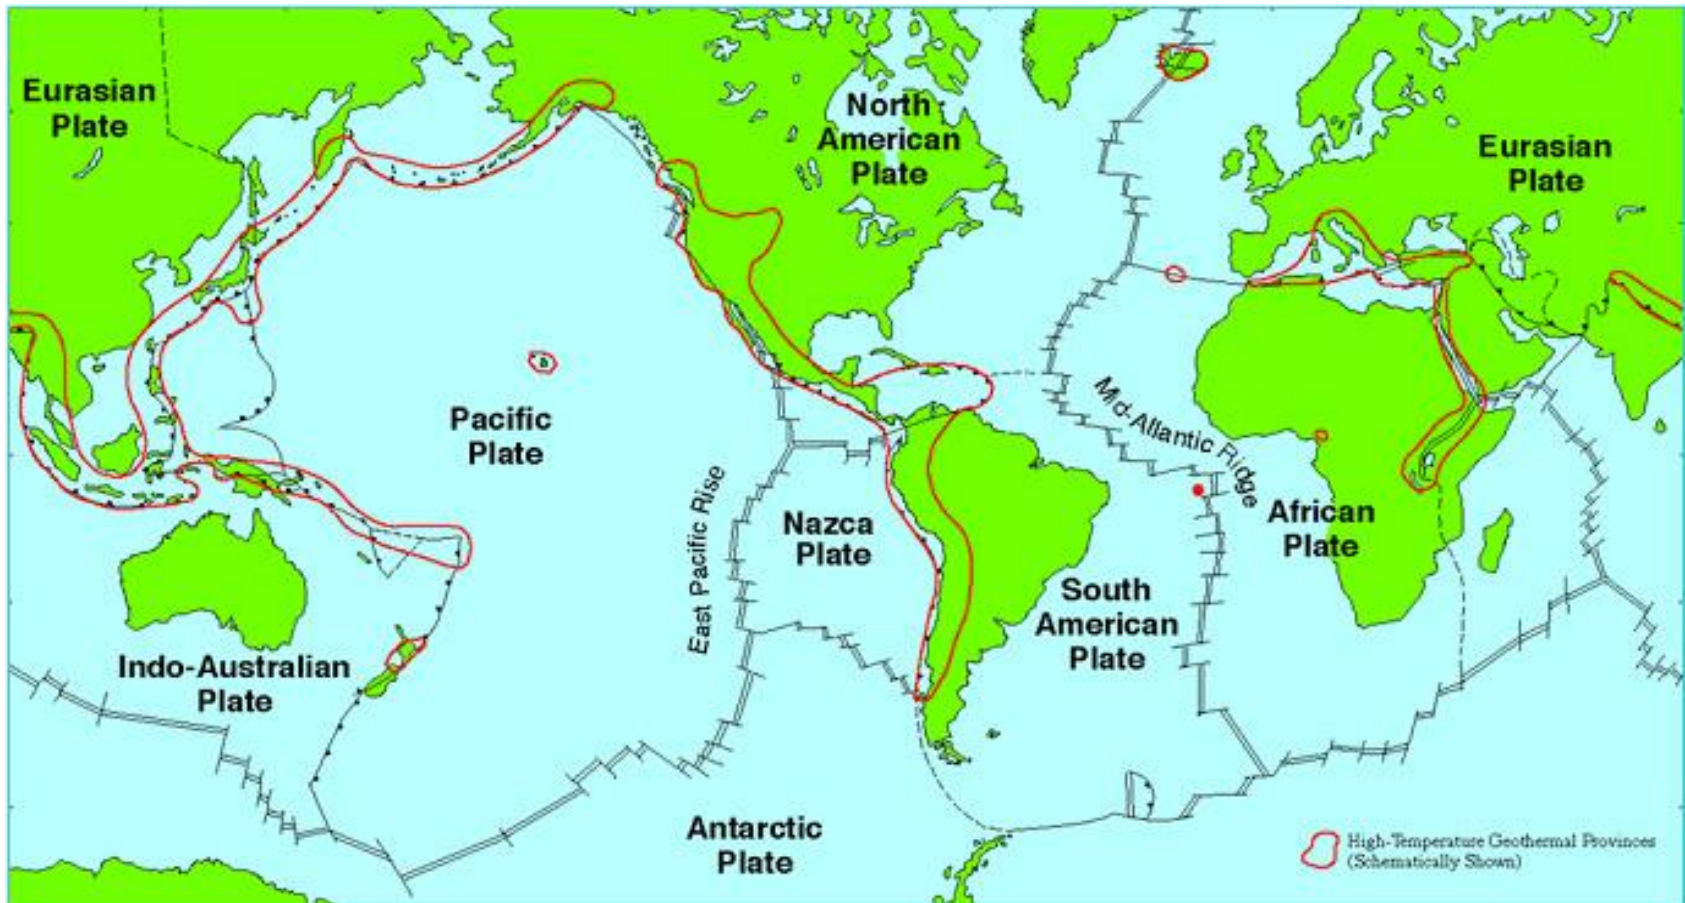 Eurasian
Plate
North
American
Plate
Eurasian
Plate
Pacific
Plate
Mid-Atlantic Ridge
East Pacific Rise
Nazca
Plate
African
Plate
South
American
Plate
Indo-Australian
Plate
Antarctic
Plate
High-Temperature Geothermal Provinces
(Schematically Shown)